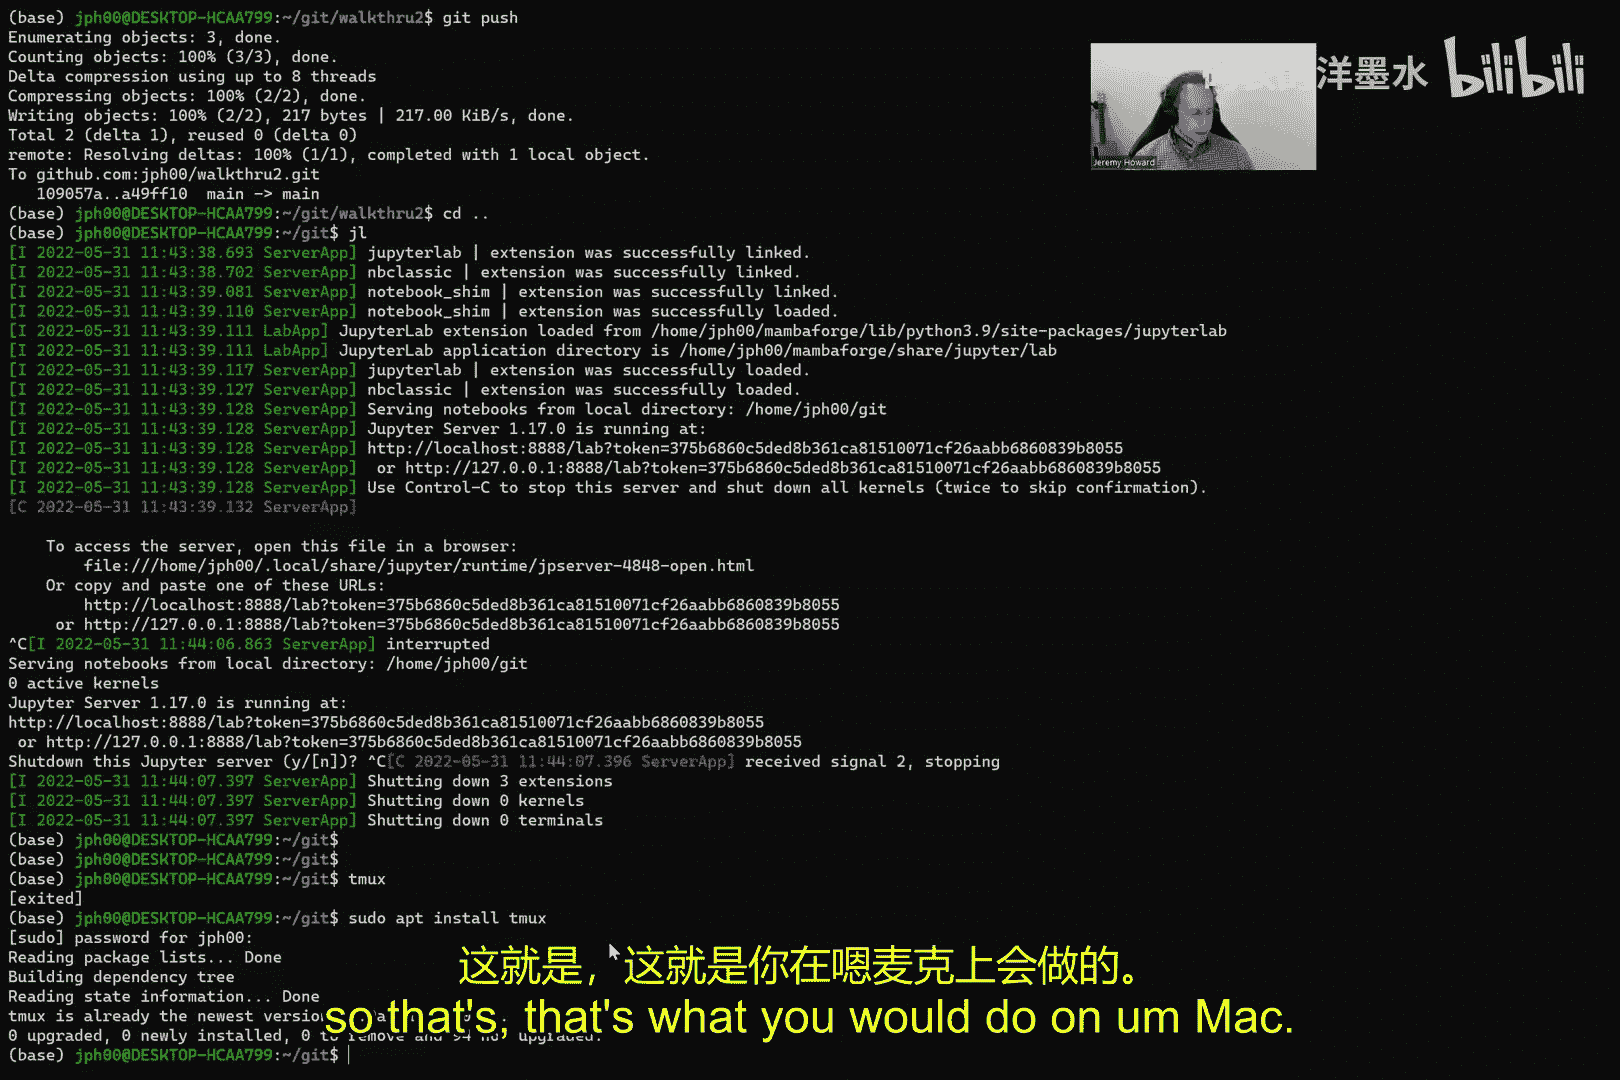 (base) jph00@DESKTOP-HCAA799:~/git/walkthru2$ git push
Enumerating objects: 3, done.
Counting objects: 100% (3/3), done.
Delta compression using up to 8 threads
Compressing objects: 100% (2/2), done.
Writing objects: 100% (2/2), 217 bytes | 217.00 KiB/s, done.
Total 2 (delta 1), reused 0 (delta 0)
remote: Resolving deltas: 100% (1/1), completed with 1 local object.
To github.com:jph00/walkthru2.git
   109057a..a49ff10  main -> main
(base) jph00@DESKTOP-HCAA799:~/git/walkthru2$ cd ..
(base) jph00@DESKTOP-HCAA799:~/git$ jl
[I 2022-05-31 11:43:38.693 ServerApp] jupyterlab | extension was successfully linked.
[I 2022-05-31 11:43:38.702 ServerApp] nbclassic | extension was successfully linked.
[I 2022-05-31 11:43:39.081 ServerApp] notebook_shim | extension was successfully linked.
[I 2022-05-31 11:43:39.110 ServerApp] notebook_shim | extension was successfully loaded.
[I 2022-05-31 11:43:39.111 LabApp] JupyterLab extension loaded from /home/jph00/mambaforge/lib/python3.9/site-packages/jupyterlab
[I 2022-05-31 11:43:39.111 LabApp] JupyterLab application directory is /home/jph00/mambaforge/share/jupyter/lab
[I 2022-05-31 11:43:39.117 ServerApp] jupyterlab | extension was successfully loaded.
[I 2022-05-31 11:43:39.127 ServerApp] nbclassic | extension was successfully loaded.
[I 2022-05-31 11:43:39.128 ServerApp] Serving notebooks from local directory: /home/jph00/git
[I 2022-05-31 11:43:39.128 ServerApp] Jupyter Server 1.17.0 is running at:
[I 2022-05-31 11:43:39.128 ServerApp] http://localhost:8888/lab?token=375b6860c5ded8b361ca81510071cf26aabb6860839b8055
[I 2022-05-31 11:43:39.128 ServerApp]  or http://127.0.0.1:8888/lab?token=375b6860c5ded8b361ca81510071cf26aabb6860839b8055
[I 2022-05-31 11:43:39.128 ServerApp] Use Control-C to stop this server and shut down all kernels (twice to skip confirmation).
[C 2022-05-31 11:43:39.132 ServerApp]
    To access the server, open this file in a browser:
        file:///home/jph00/.local/share/jupyter/runtime/jpserver-4848-open.html
    Or copy and paste one of these URLs:
        http://localhost:8888/lab?token=375b6860c5ded8b361ca81510071cf26aabb6860839b8055
     or http://127.0.0.1:8888/lab?token=375b6860c5ded8b361ca81510071cf26aabb6860839b8055
^C[I 2022-05-31 11:44:06.863 ServerApp] interrupted
Serving notebooks from local directory: /home/jph00/git
0 active kernels
Jupyter Server 1.17.0 is running at:
http://localhost:8888/lab?token=375b6860c5ded8b361ca81510071cf26aabb6860839b8055
 or http://127.0.0.1:8888/lab?token=375b6860c5ded8b361ca81510071cf26aabb6860839b8055
Shutdown this Jupyter server (y/[n])? ^C[C 2022-05-31 11:44:07.396 ServerApp] received signal 2, stopping
[I 2022-05-31 11:44:07.397 ServerApp] Shutting down 3 extensions
[I 2022-05-31 11:44:07.397 ServerApp] Shutting down 0 kernels
[I 2022-05-31 11:44:07.397 ServerApp] Shutting down 0 terminals
(base) jph00@DESKTOP-HCAA799:~/git$
(base) jph00@DESKTOP-HCAA799:~/git$
(base) jph00@DESKTOP-HCAA799:~/git$ tmux
[exited]
(base) jph00@DESKTOP-HCAA799:~/git$ sudo apt install tmux
[sudo] password for jph00:
Reading package lists... Done
Building dependency tree
Reading state information... Done
tmux is already the newest versio
0 upgraded, 0 newly installed, 0 to remove and 94 not upgraded.
(base) jph00@DESKTOP-HCAA799:~/git$
Jeremy Howard
洋墨水 bilibili
这就是，这就是你在嗯麦克上会做的。
so that's, that's what you would do on um Mac.